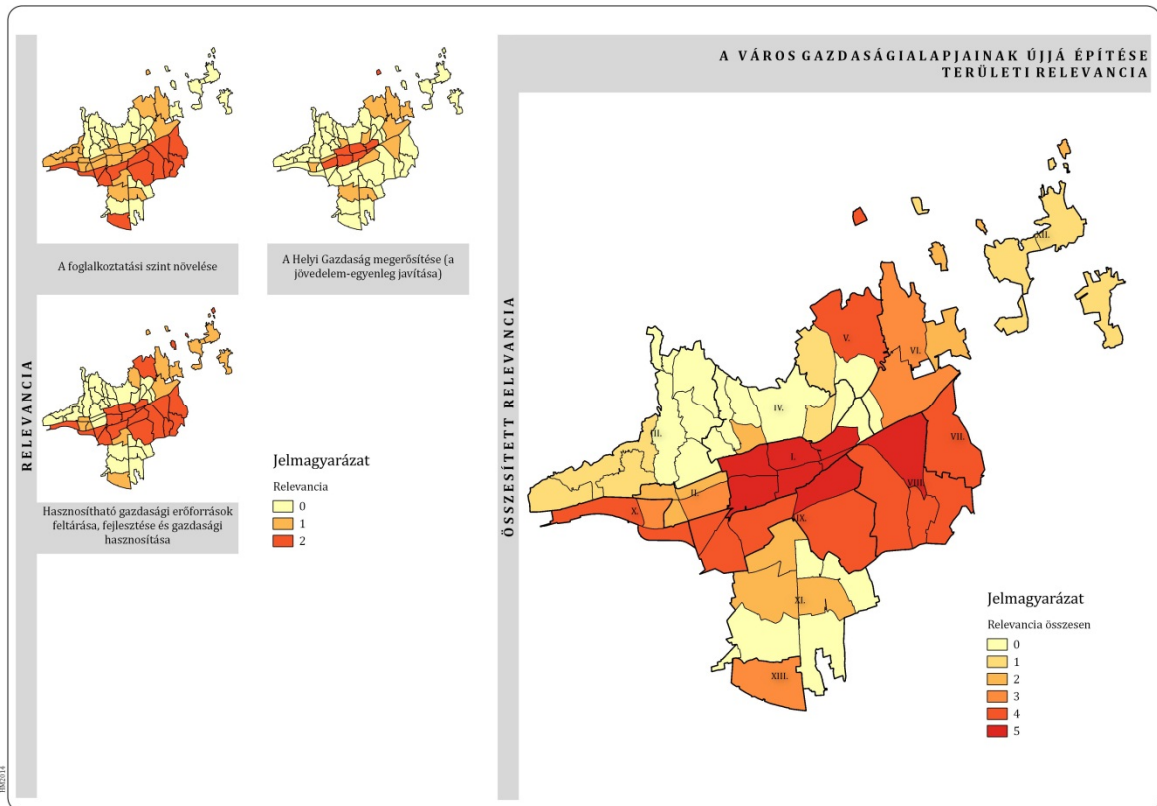 A VÁROS GAZDASÁGIALAPJAINAK ÚJJÁ ÉPÍTÉSE
TERÜLETI RELEVANCIA
RELEVANCIA
A foglalkoztatási szint növelése
A Helyi Gazdaság megerősítése (a
jövedelem-egyenleg javítása)
Hasznosítható gazdasági erőforrások
feltárása, fejlesztése és gazdasági
hasznosítása
Jelmagyarázat
Relevancia
0
1
2
ÖSSZESÍTETT RELEVANCIA
XII.
V.
VI.
IV.
III.
VII.
I.
VIII.
II.
X.
IX.
XI.
XIII.
Jelmagyarázat
Relevancia összesen
0
1
2
3
4
5
HM2014